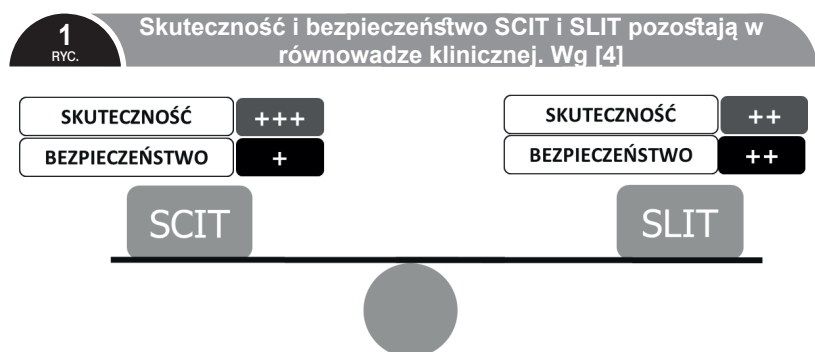 1
RYC.
Skuteczność i bezpieczeństwo SCIT i SLIT pozostają w
równowadze klinicznej. Wg [4]
SKUTECZNOŚĆ +++
BEZPIECZEŃSTWO +
SKUTECZNOŚĆ ++
BEZPIECZEŃSTWO ++
SCIT
SLIT